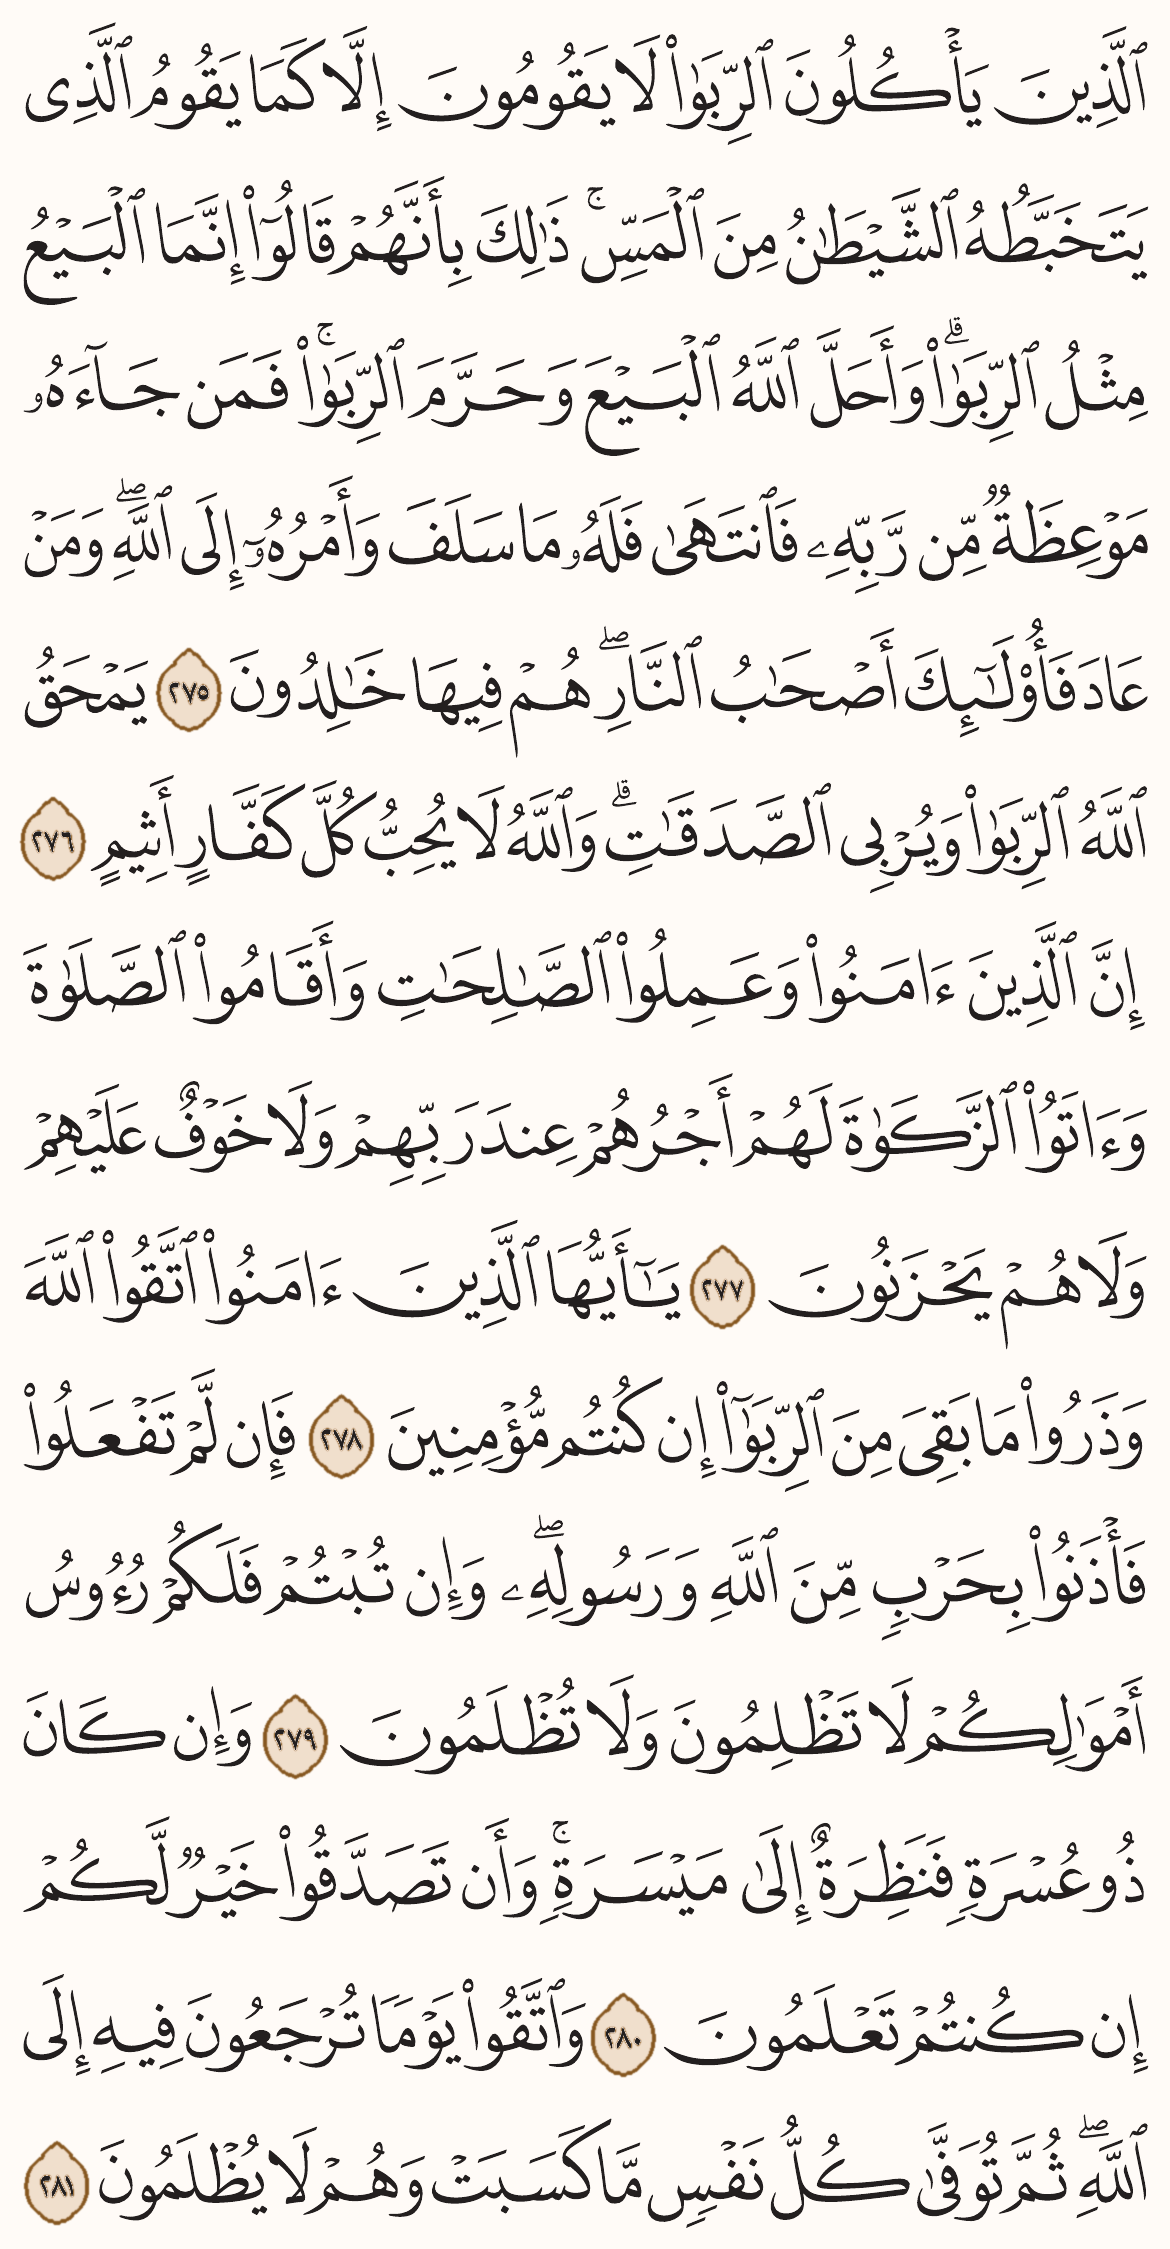 ٱلَّذِينَ يَأۡكُلُونَ ٱلرِّبَوٰاْ لَا يَقُومُونَ إِلَّا كَمَا يَقُومُ ٱلَّذِى
يَتَخَبَّطُهُ ٱلشَّيۡطَٰنُ مِنَ ٱلۡمَسِّۚ ذَٰلِكَ بِأَنَّهُمۡ قَالُوٓاْ إِنَّمَا ٱلۡبَيۡعُ
مِثۡلُ ٱلرِّبَوٰاْۗ وَأَحَلَّ ٱللَّهُ ٱلۡبَيۡعَ وَحَرَّمَ ٱلرِّبَوٰاْۚ فَمَن جَآءَهُۥ
مَوۡعِظَةٞ مِّن رَّبِّهِۦ فَٱنتَهَىٰ فَلَهُۥ مَا سَلَفَ وَأَمۡرُهُۥٓ إِلَى ٱللَّهِۖ وَمَنۡ
عَادَ فَأُوْلَٰٓئِكَ أَصۡحَٰبُ ٱلنَّارِۖ هُمۡ فِيهَا خَٰلِدُونَ ٢٧٥ يَمۡحَقُ
ٱللَّهُ ٱلرِّبَوٰاْ وَيُرۡبِى ٱلصَّدَقَٰتِۗ وَٱللَّهُ لَا يُحِبُّ كُلَّ كَفَّارٍ أَثِيمٍ ٢٧٦
إِنَّ ٱلَّذِينَ ءَامَنُواْ وَعَمِلُواْ ٱلصَّٰلِحَٰتِ وَأَقَامُواْ ٱلصَّلَوٰةَ
وَءَاتَوُاْ ٱلزَّكَوٰةَ لَهُمۡ أَجۡرُهُمۡ عِندَ رَبِّهِمۡ وَلَا خَوۡفٌ عَلَيۡهِمۡ
وَلَا هُمۡ يَحۡزَنُونَ ٢٧٧ يَٰٓأَيُّهَا ٱلَّذِينَ ءَامَنُواْ ٱتَّقُواْ ٱللَّهَ
وَذَرُواْ مَا بَقِىَ مِنَ ٱلرِّبَوٰٓاْ إِن كُنتُم مُّؤۡمِنِينَ ٢٧٨ فَإِن لَّمۡ تَفۡعَلُواْ
فَأۡذَنُواْ بِحَرۡبٖ مِّنَ ٱللَّهِ وَرَسُولِهِۦۖ وَإِن تُبۡتُمۡ فَلَكُمۡ رُءُوسُ
أَمۡوَٰلِكُمۡ لَا تَظۡلِمُونَ وَلَا تُظۡلَمُونَ ٢٧٩ وَإِن كَانَ
ذُو عُسۡرَةٖ فَنَظِرَةٌ إِلَىٰ مَيۡسَرَةٖۚ وَأَن تَصَدَّقُواْ خَيۡرٞ لَّكُمۡ
إِن كُنتُمۡ تَعۡلَمُونَ ٢٨٠ وَٱتَّقُواْ يَوۡمٗا تُرۡجَعُونَ فِيهِ إِلَى
ٱللَّهِۖ ثُمَّ تُوَفَّىٰ كُلُّ نَفۡسٖ مَّا كَسَبَتۡ وَهُمۡ لَا يُظۡلَمُونَ ٢٨١